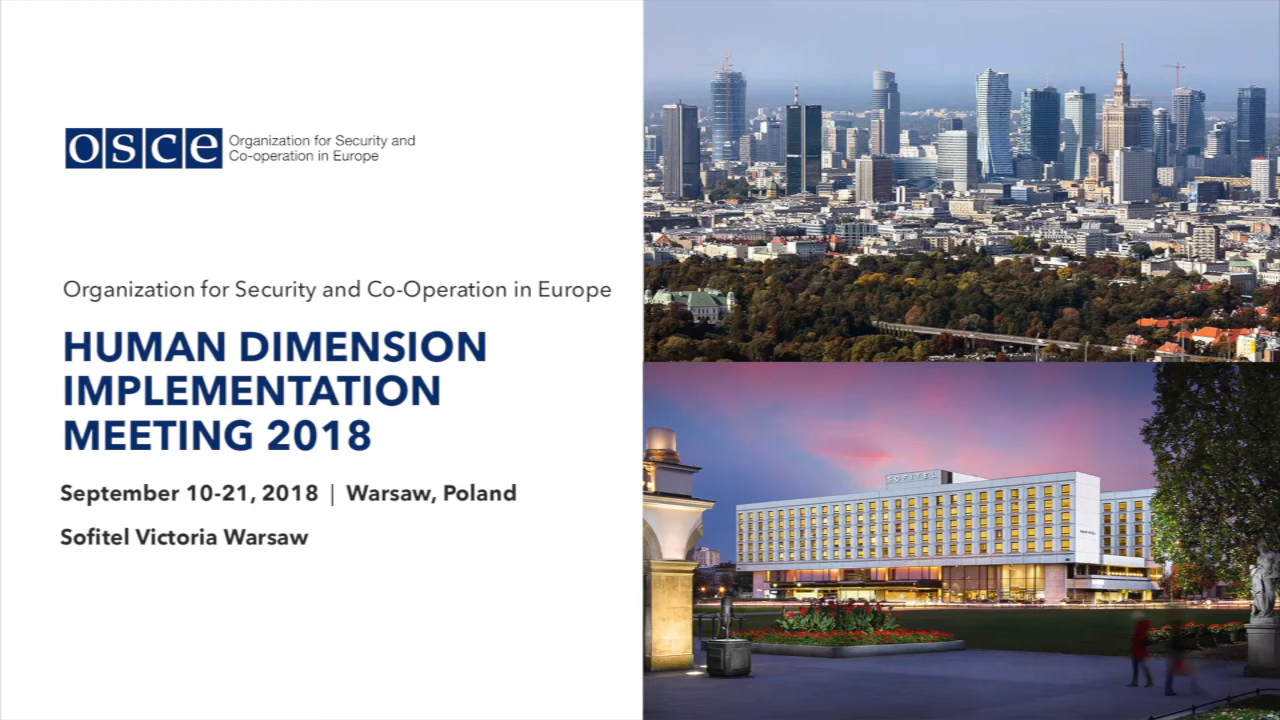 osce Organization for Security and
Co-operation in Europe
Organization for Security and Co-Operation in Europe
HUMAN DIMENSION
IMPLEMENTATION
MEETING 2018
September 10-21, 2018 | Warsaw, Poland
Sofitel Victoria Warsaw
SOFITEL